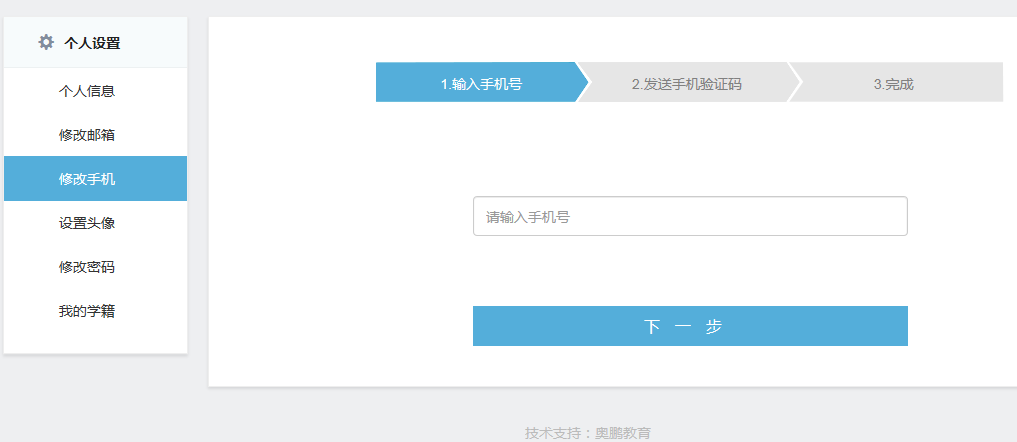 个人设置
个人信息
修改邮箱
修改手机
设置头像
修改密码
我的学籍
1.输入手机号
2.发送手机验证码
3.完成
请输入手机号
下 一 步
技术支持：奥鹏教育